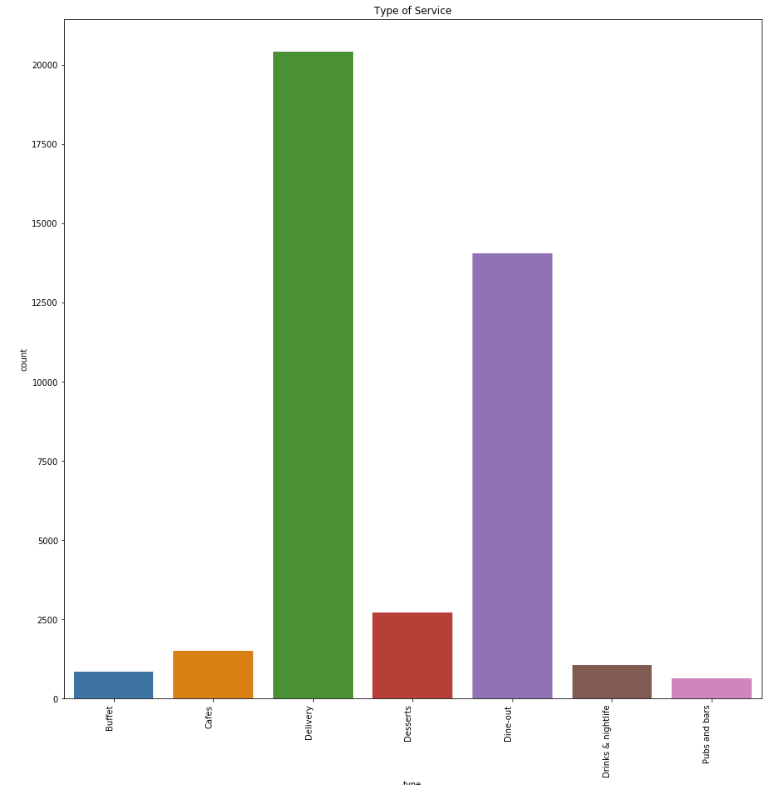 Type of Service
20000
17500
15000
12500
10000
7500
5000
2500
0
count
Buffet
Cafes
Delivery
Desserts
Dine-out
Drinks & nightlife
Pubs and bars
type